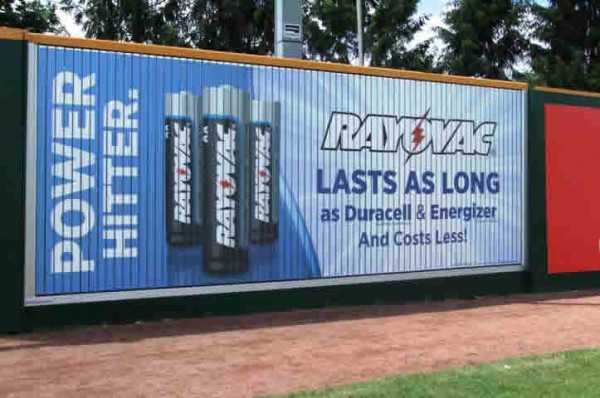 POWER
HITTER.
RAYOVAC
RAYOVAC
RAYOVAC
RAYOVAC
LASTS AS LONG
as Duracell & Energizer
And Costs Less!